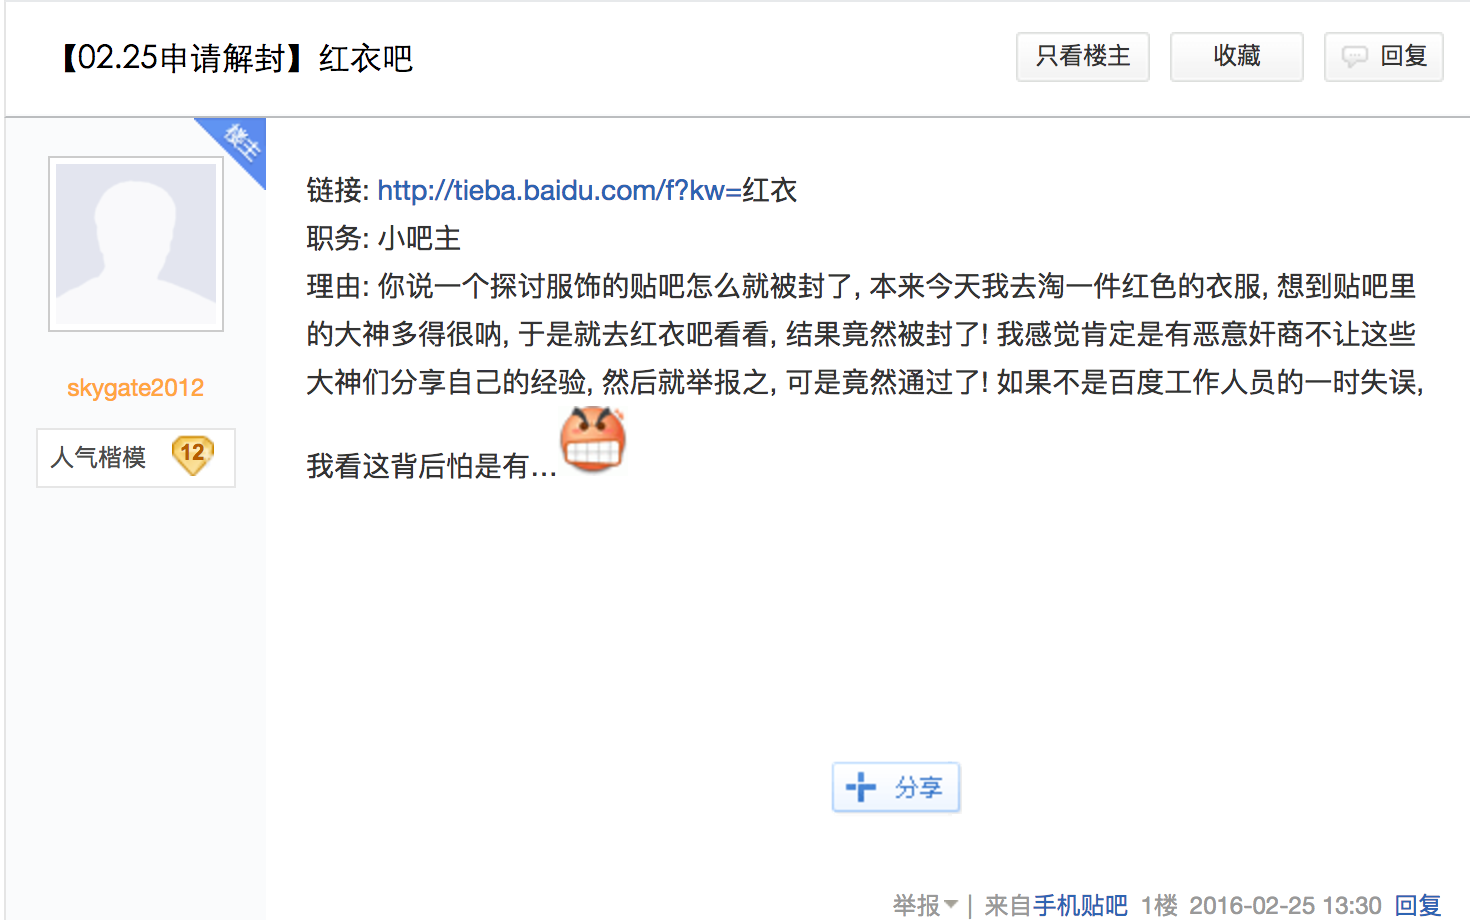 【02.25申请解封】红衣吧
只看楼主
收藏
回复
楼主
skygate2012
人气楷模 12
链接: http://tieba.baidu.com/f?kw=红衣
职务: 小吧主
理由: 你说一个探讨服饰的贴吧怎么就被封了, 本来今天我去淘一件红色的衣服, 想到贴吧里
的大神多得很呐, 于是就去红衣吧看看, 结果竟然被封了! 我感觉肯定是有恶意奸商不让这些
大神们分享自己的经验, 然后就举报之, 可是竟然通过了! 如果不是百度工作人员的一时失误,
我看这背后怕是有...
分享
举报 | 来自手机贴吧 1楼 2016-02-25 13:30 回复